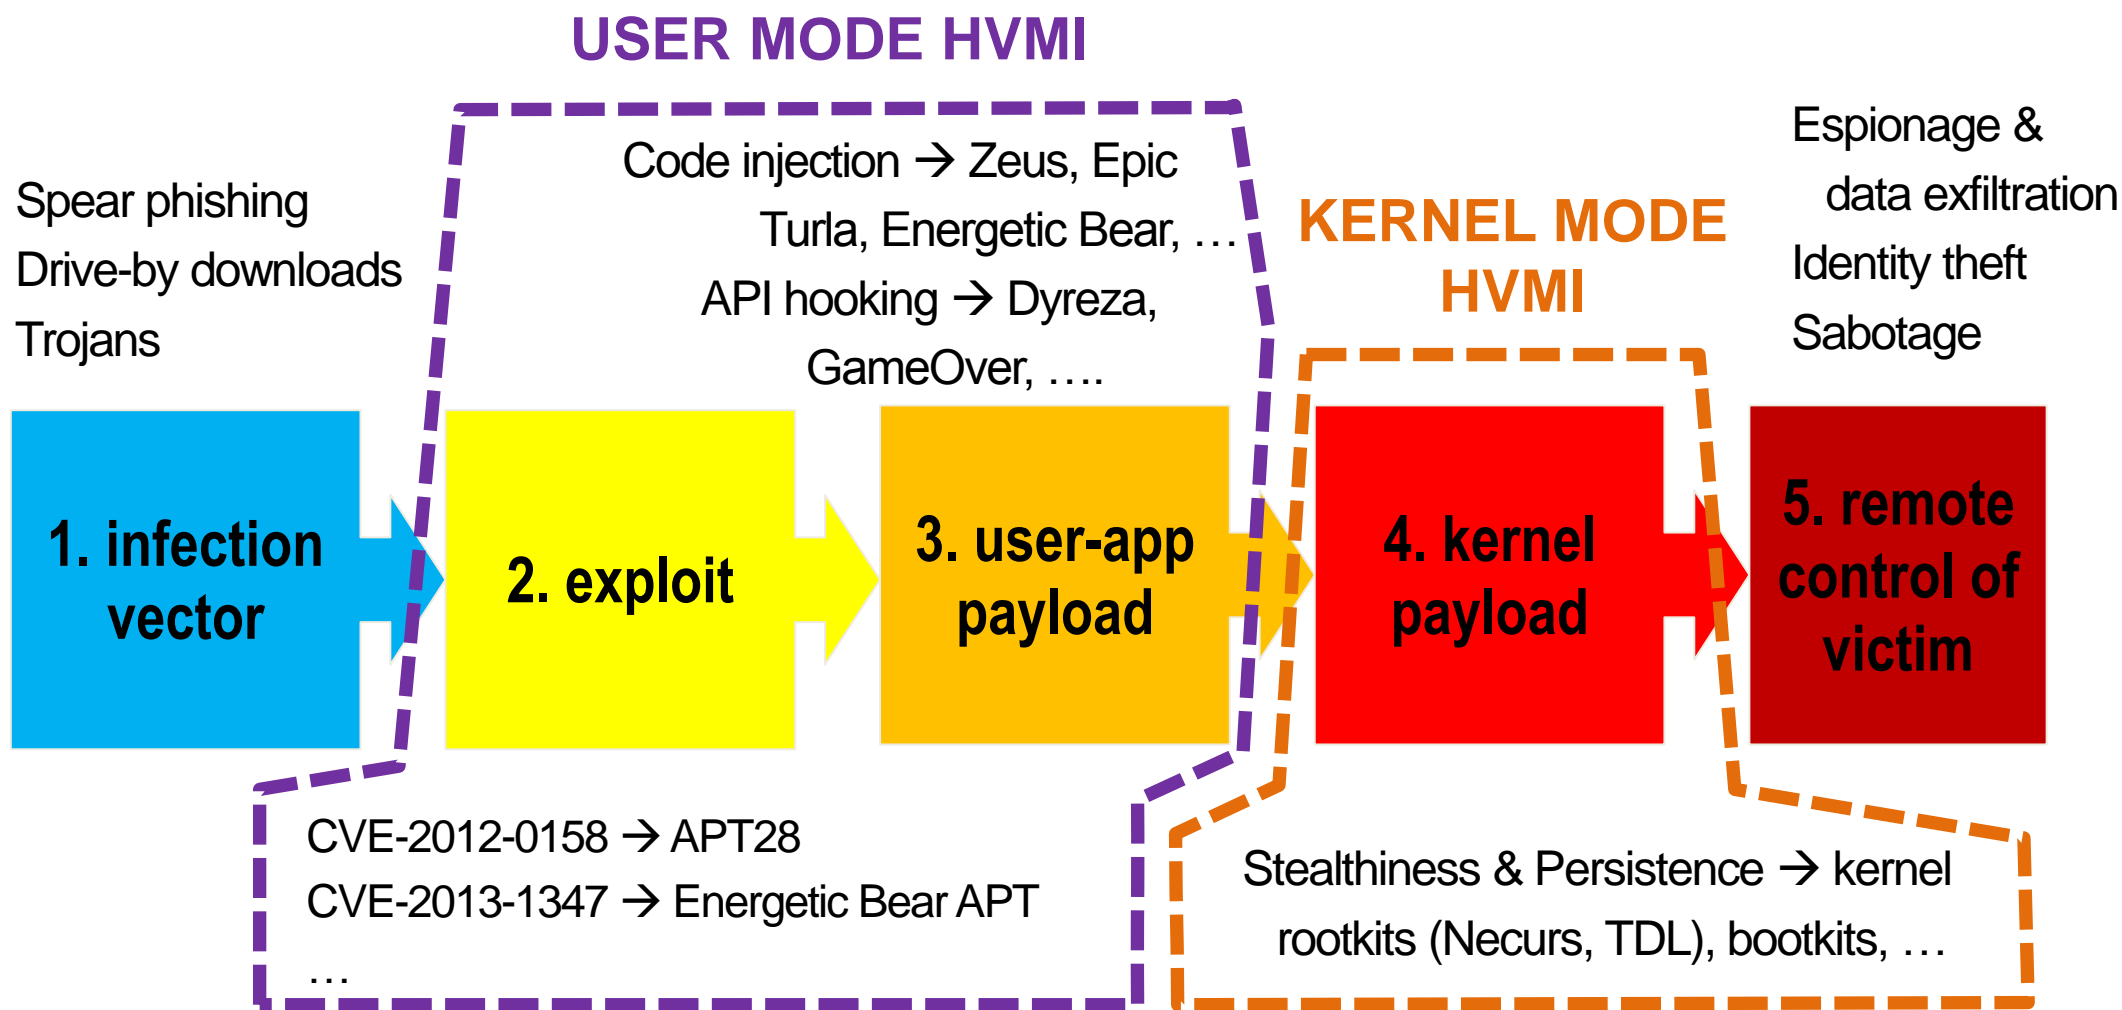 USER MODE HVMI
Spear phishing
Drive-by downloads
Trojans
Code injection → Zeus, Epic
Turla, Energetic Bear, …
API hooking → Dyreza,
GameOver, ….
KERNEL MODE
HVMI
Espionage &
data exfiltration
Identity theft
Sabotage
1. infection
vector
2. exploit
3. user-app
payload
4. kernel
payload
5. remote
control of
victim
CVE-2012-0158 → APT28
CVE-2013-1347 → Energetic Bear APT
…
Stealthiness & Persistence → kernel
rootkits (Necurs, TDL), bootkits, …